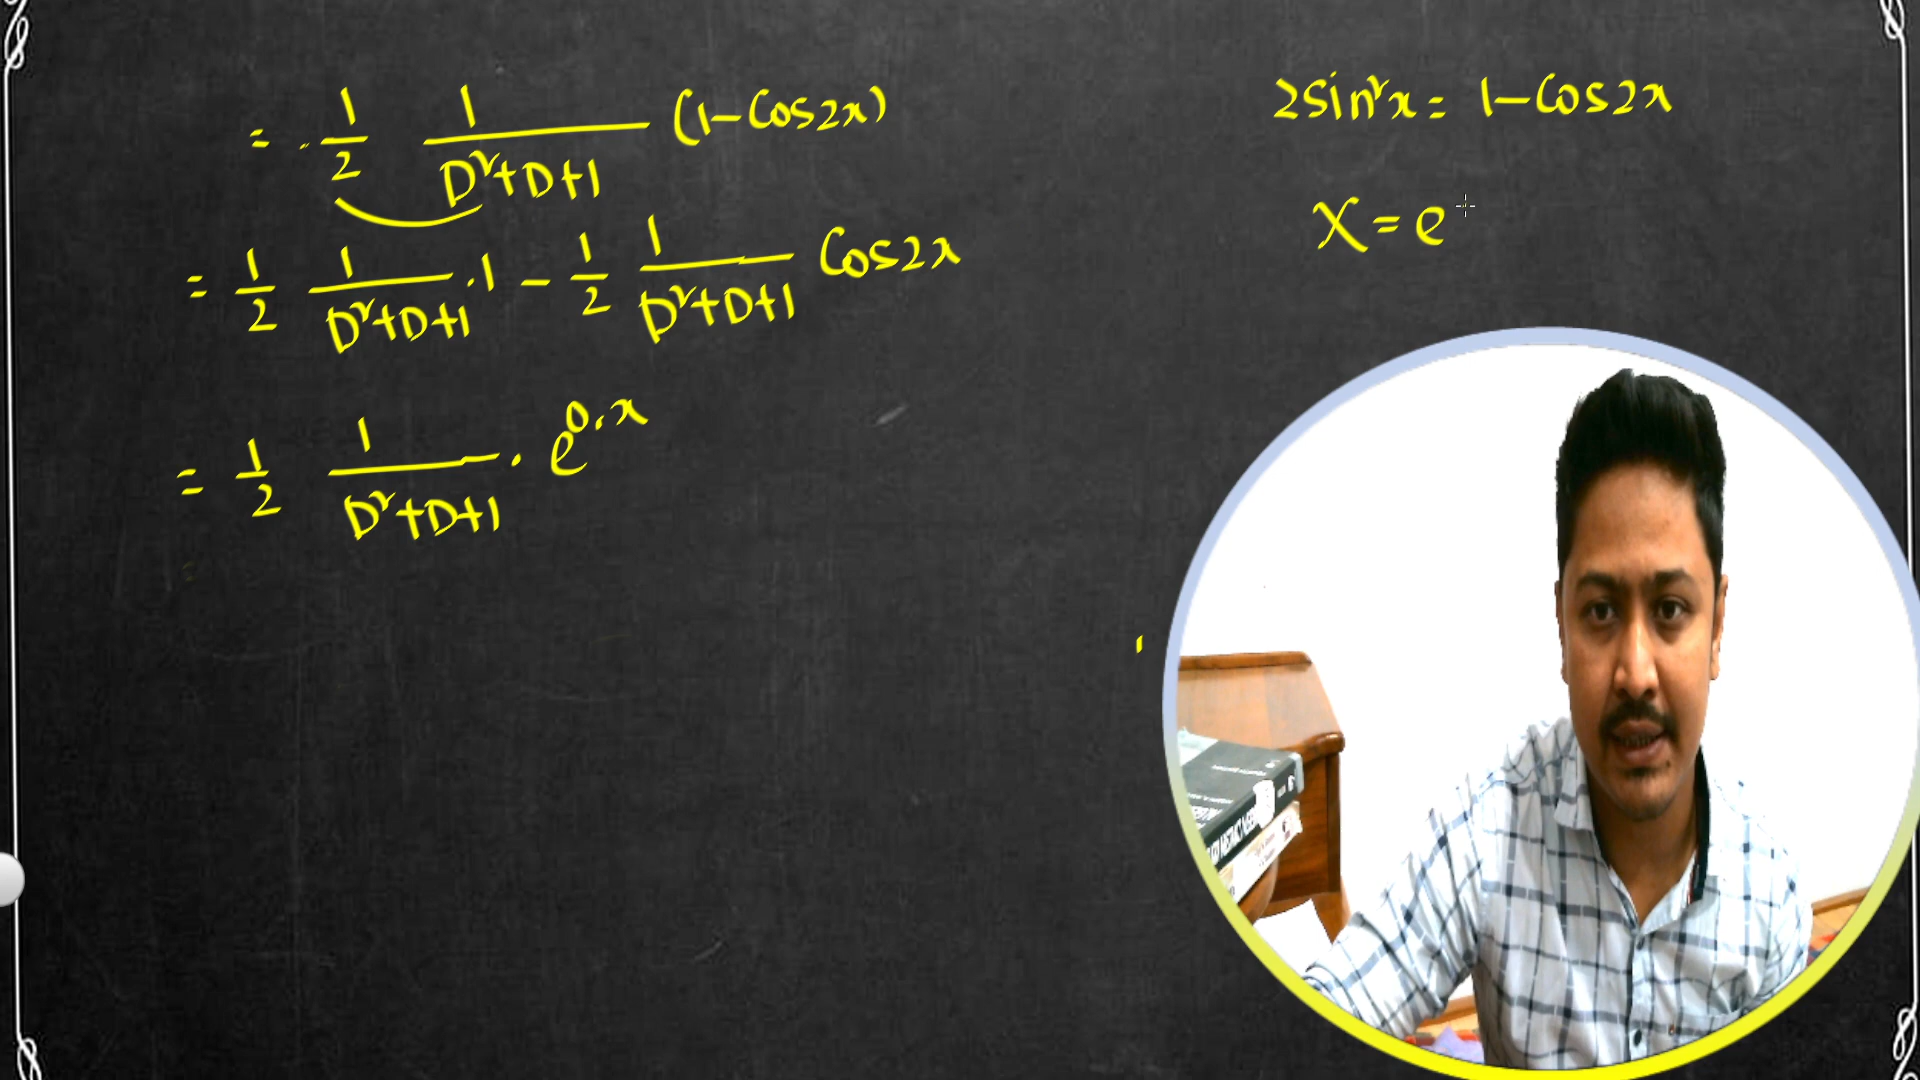 = 1/2 1/(D²+D+1) (1-Cos2x)
= 1/2 1/(D²+D+1) .1 - 1/2 1/(D²+D+1) Cos2x
= 1/2 1/(D²+D+1) . e^(0.x)
2Sin²x = 1-Cos2x
X = e